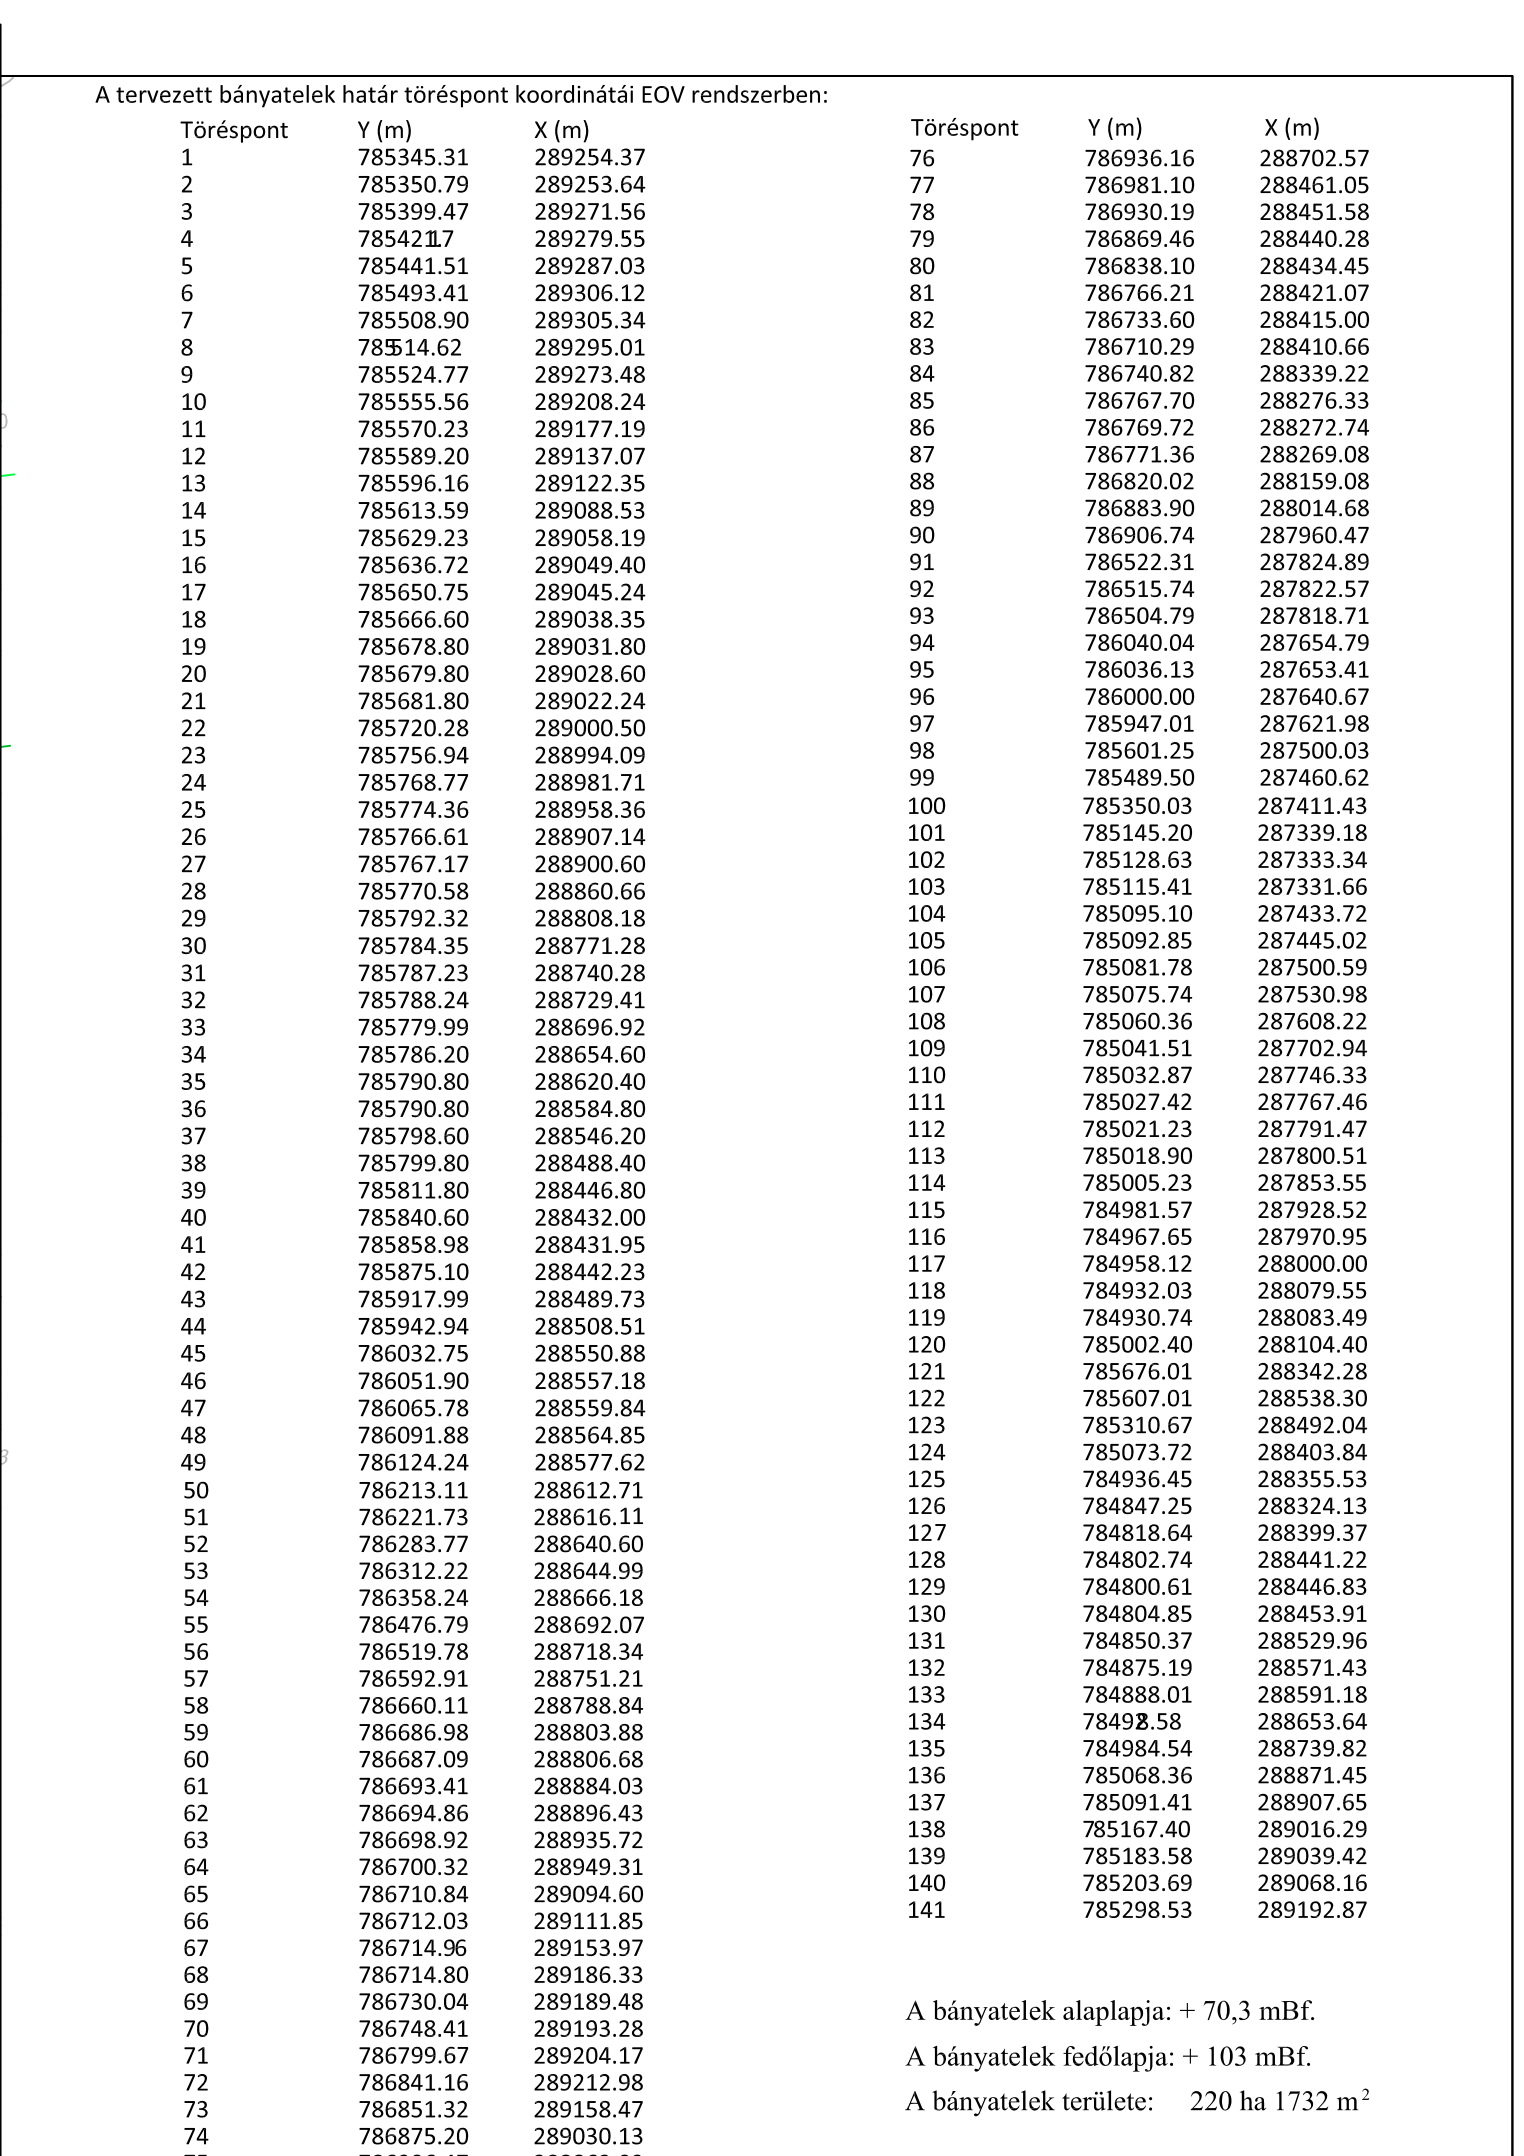 A tervezett bányatelek határ töréspont koordinátái EOV rendszerben:
Töréspont Y (m) X (m)
1 785345.31 289254.37
2 785350.79 289253.64
3 785399.47 289271.56
4 785421.17 289279.55
5 785441.51 289287.03
6 785493.41 289306.12
7 785508.90 289305.34
8 785514.62 289295.01
9 785524.77 289273.48
10 785555.56 289208.24
11 785570.23 289177.19
12 785589.20 289137.07
13 785596.16 289122.35
14 785613.59 289088.53
15 785629.23 289058.19
16 785636.72 289049.40
17 785650.75 289045.24
18 785666.60 289038.35
19 785678.80 289031.80
20 785679.80 289028.60
21 785681.80 289022.24
22 785720.28 289000.50
23 785756.94 288994.09
24 785768.77 288981.71
25 785774.36 288958.36
26 785766.61 288907.14
27 785767.17 288900.60
28 785770.58 288860.66
29 785792.32 288808.18
30 785784.35 288771.28
31 785787.23 288740.28
32 785788.24 288729.41
33 785779.99 288696.92
34 785786.20 288654.60
35 785790.80 288620.40
36 785790.80 288584.80
37 785798.60 288546.20
38 785799.80 288488.40
39 785811.80 288446.80
40 785840.60 288432.00
41 785858.98 288431.95
42 785875.10 288442.23
43 785917.99 288489.73
44 785942.94 288508.51
45 786032.75 288550.88
46 786051.90 288557.18
47 786065.78 288559.84
48 786091.88 288564.85
49 786124.24 288577.62
50 786213.11 288612.71
51 786221.73 288616.11
52 786283.77 288640.60
53 786312.22 288644.99
54 786358.24 288666.18
55 786476.79 288692.07
56 786519.78 288718.34
57 786592.91 288751.21
58 786660.11 288788.84
59 786686.98 288803.88
60 786687.09 288806.68
61 786693.41 288884.03
62 786694.86 288896.43
63 786698.92 288935.72
64 786700.32 288949.31
65 786710.84 289094.60
66 786712.03 289111.85
67 786714.96 289153.97
68 786714.80 289186.33
69 786730.04 289189.48
70 786748.41 289193.28
71 786799.67 289204.17
72 786841.16 289212.98
73 786851.32 289158.47
74 786875.20 289030.13
Töréspont Y (m) X (m)
76 786936.16 288702.57
77 786981.10 288461.05
78 786930.19 288451.58
79 786869.46 288440.28
80 786838.10 288434.45
81 786766.21 288421.07
82 786733.60 288415.00
83 786710.29 288410.66
84 786740.82 288339.22
85 786767.70 288276.33
86 786769.72 288272.74
87 786771.36 288269.08
88 786820.02 288159.08
89 786883.90 288014.68
90 786906.74 287960.47
91 786522.31 287824.89
92 786515.74 287822.57
93 786504.79 287818.71
94 786040.04 287654.79
95 786036.13 287653.41
96 786000.00 287640.67
97 785947.01 287621.98
98 785601.25 287500.03
99 785489.50 287460.62
100 785350.03 287411.43
101 785145.20 287339.18
102 785128.63 287333.34
103 785115.41 287331.66
104 785095.10 287433.72
105 785092.85 287445.02
106 785081.78 287500.59
107 785075.74 287530.98
108 785060.36 287608.22
109 785041.51 287702.94
110 785032.87 287746.33
111 785027.42 287767.46
112 785021.23 287791.47
113 785018.90 287800.51
114 785005.23 287853.55
115 784981.57 287928.52
116 784967.65 287970.95
117 784958.12 288000.00
118 784932.03 288079.55
119 784930.74 288083.49
120 785002.40 288104.40
121 785676.01 288342.28
122 785607.01 288538.30
123 785310.67 288492.04
124 785073.72 288403.84
125 784936.45 288355.53
126 784847.25 288324.13
127 784818.64 288399.37
128 784802.74 288441.22
129 784800.61 288446.83
130 784804.85 288453.91
131 784850.37 288529.96
132 784875.19 288571.43
133 784888.01 288591.18
134 784928.58 288653.64
135 784984.54 288739.82
136 785068.36 288871.45
137 785091.41 288907.65
138 785167.40 289016.29
139 785183.58 289039.42
140 785203.69 289068.16
141 785298.53 289192.87
A bányatelek alaplapja: + 70,3 mBf.
A bányatelek fedőlapja: + 103 mBf.
A bányatelek területe: 220 ha 1732 m²